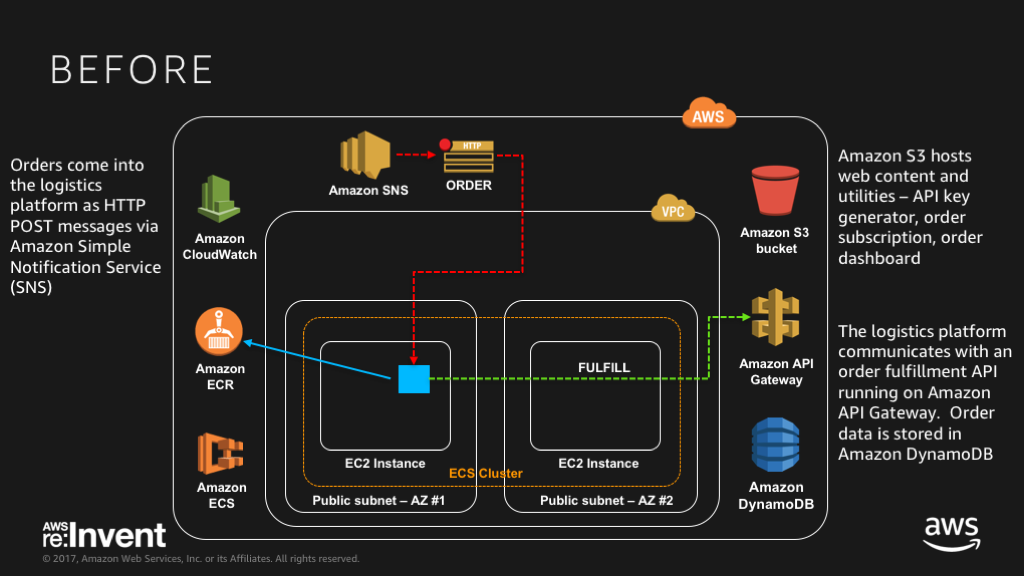 BEFORE
Orders come into
the logistics
platform as HTTP
POST messages via
Amazon Simple
Notification Service
(SNS)
AWS
Amazon SNS
HTTP
ORDER
VPC
Amazon
CloudWatch
Amazon
ECR
Amazon
ECS
FULFILL
EC2 Instance
EC2 Instance
ECS Cluster
Public subnet – AZ #1
Public subnet – AZ #2
Amazon S3
bucket
Amazon API
Gateway
Amazon
DynamoDB
Amazon S3 hosts
web content and
utilities – API key
generator, order
subscription, order
dashboard
The logistics platform
communicates with an
order fulfillment API
running on Amazon
API Gateway.  Order
data is stored in
Amazon DynamoDB
AWS
re:Invent
© 2017, Amazon Web Services, Inc. or its Affiliates. All rights reserved.
aws